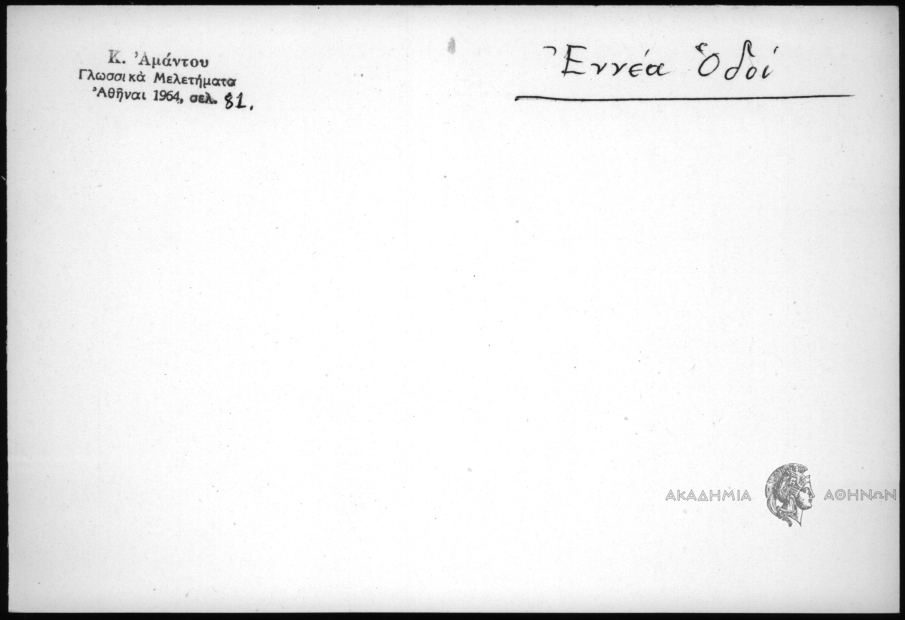 Κ. Ἀμάντου
Γλωσσικὰ Μελετήματα
Ἀθῆναι 1964, σελ. 81.
Ἐννέα Ὁδοί
ΑΚΑΔΗΜΙΑ ΑΘΗΝΩΝ